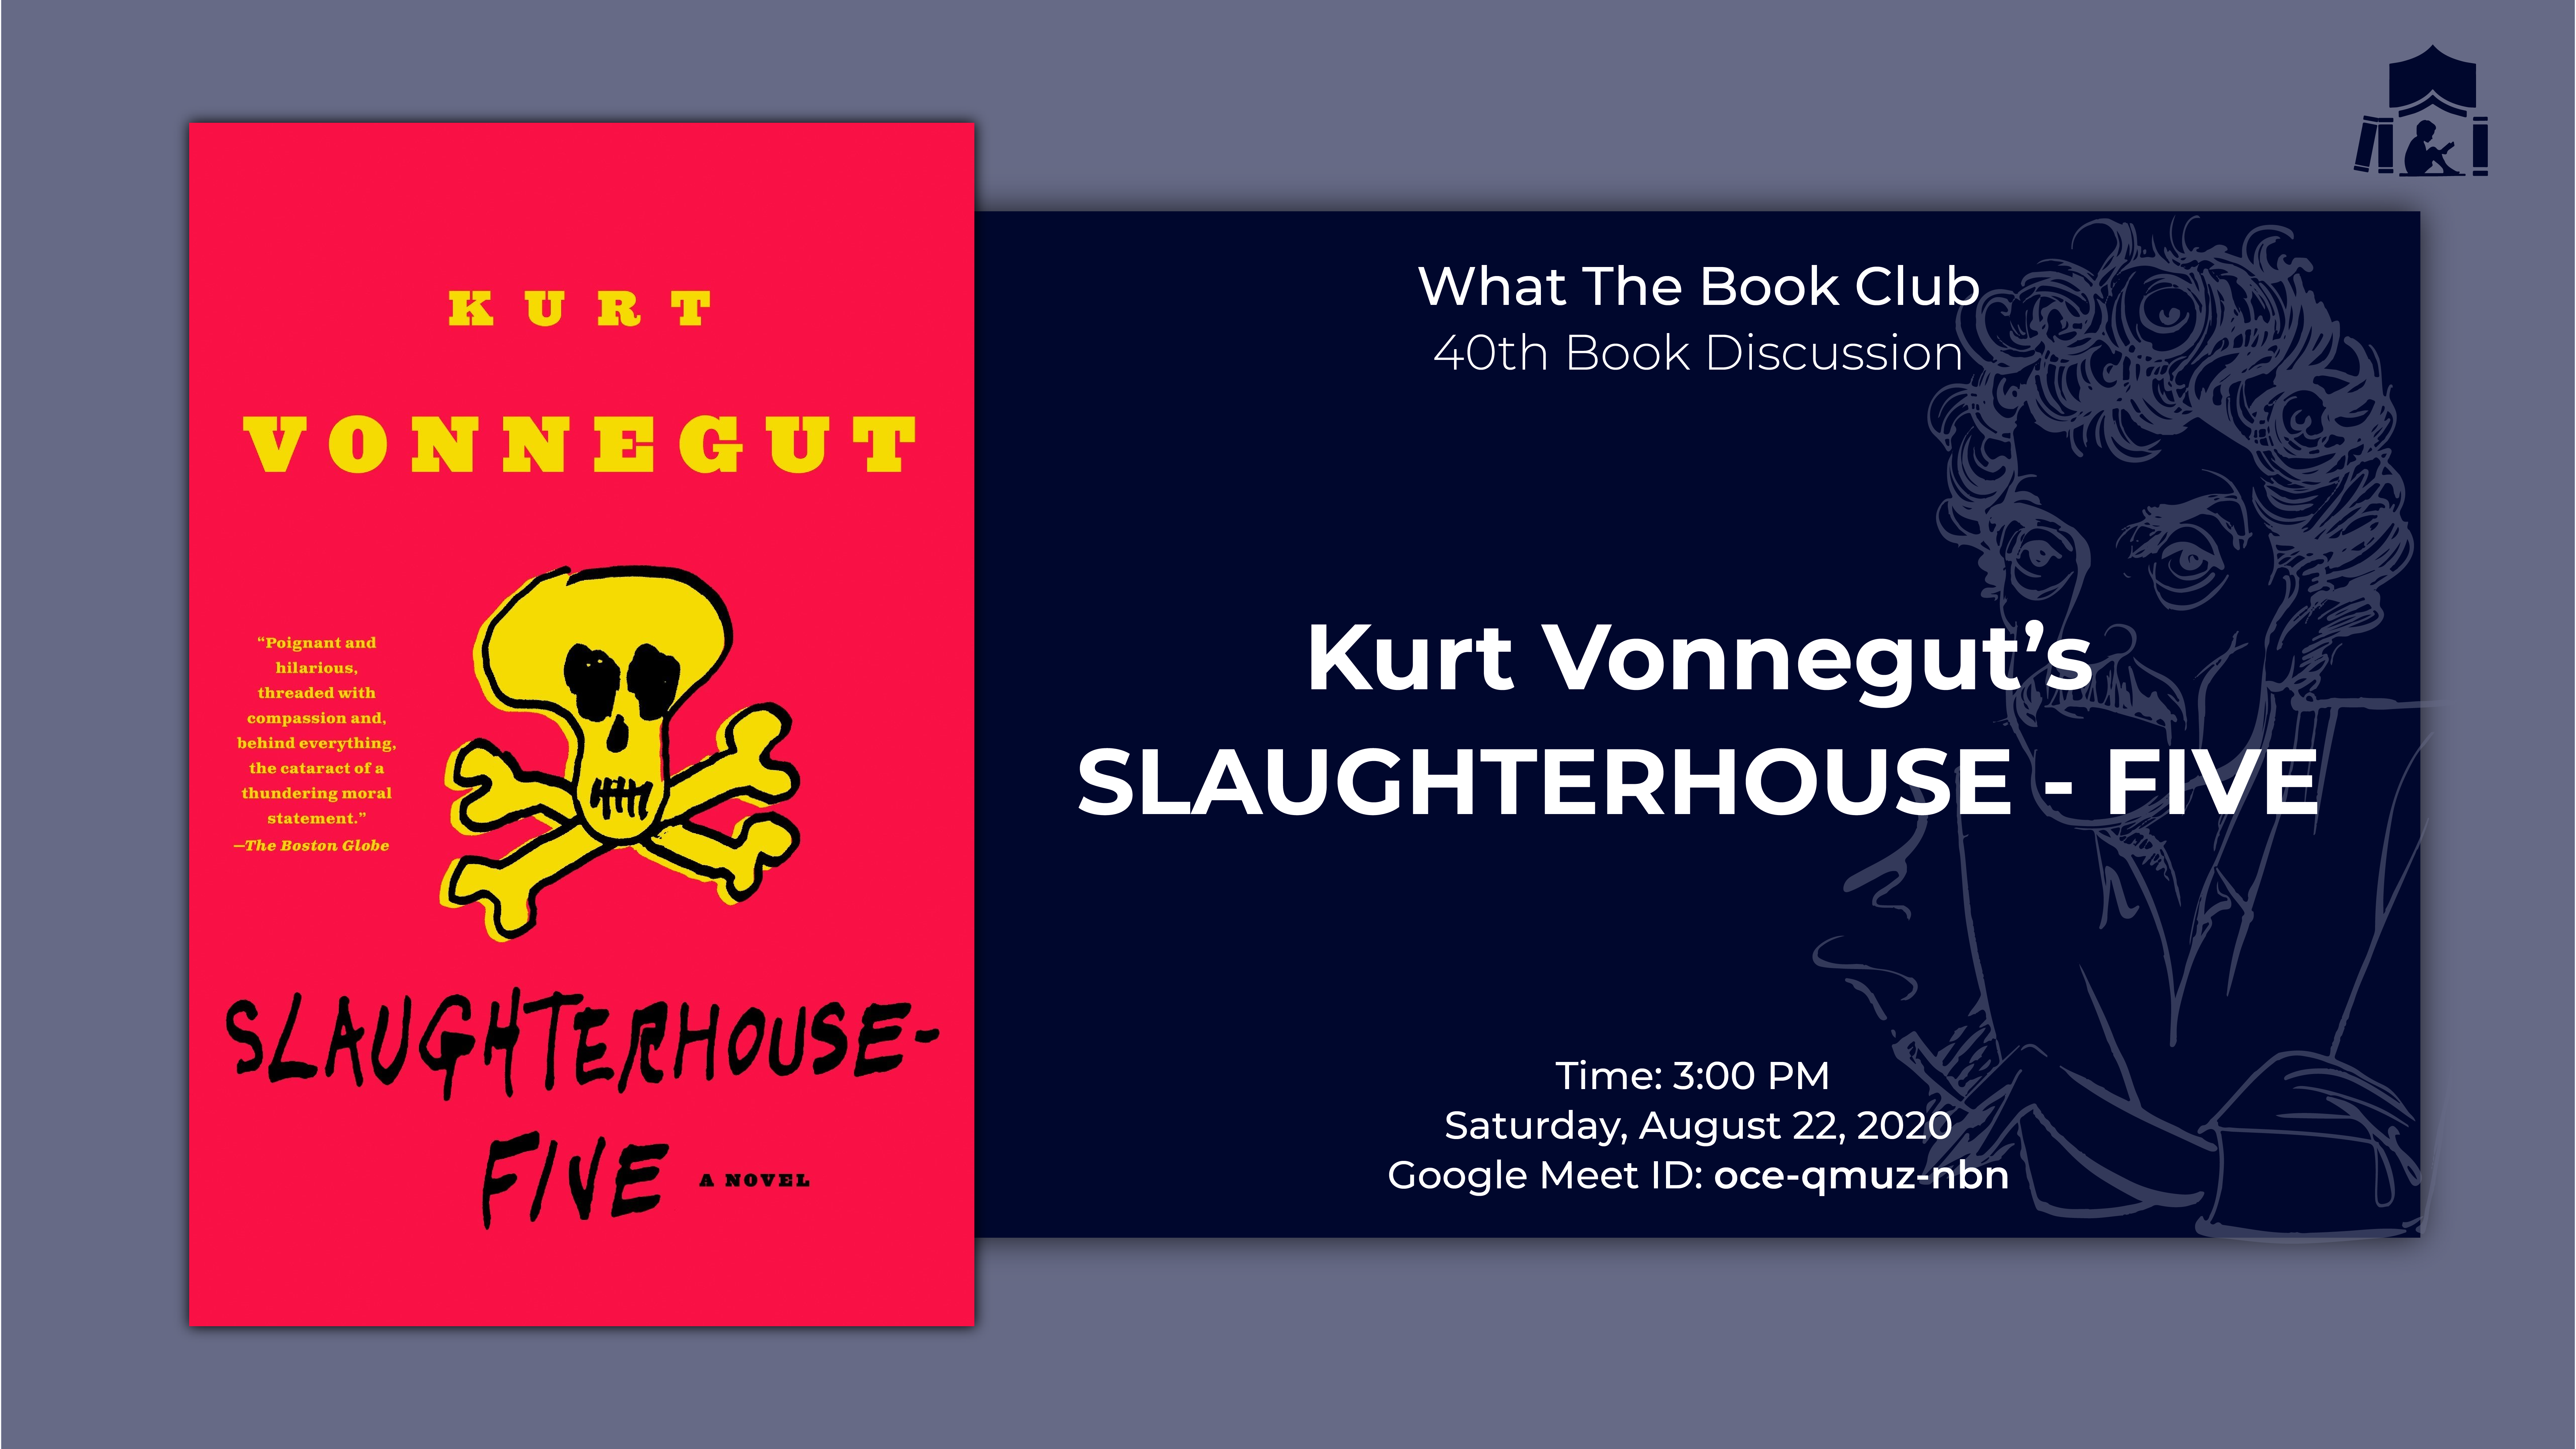 KURT
VONNEGUT
“Poignant and
hilarious,
threaded with
compassion and,
behind everything,
the cataract of a
thundering moral
statement.”
—The Boston Globe
SLAUGHTERHOUSE-
FIVE A NOVEL
What The Book Club
40th Book Discussion
Kurt Vonnegut’s
SLAUGHTERHOUSE - FIVE
Time: 3:00 PM
Saturday, August 22, 2020
Google Meet ID: oce-qmuz-nbn